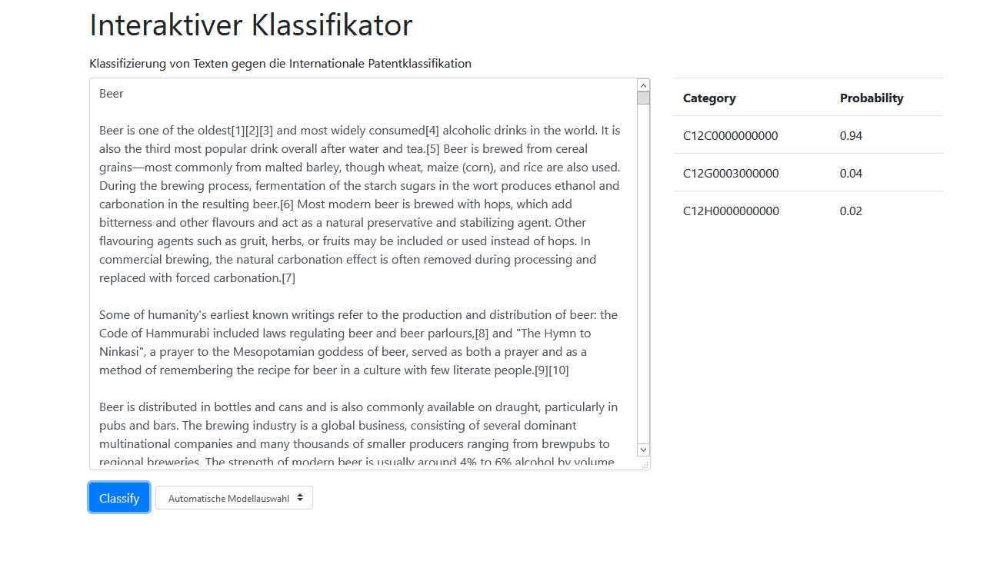 Interaktiver Klassifikator
Klassifizierung von Texten gegen die Internationale Patentklassifikation
Beer
Beer is one of the oldest[1][2][3] and most widely consumed[4] alcoholic drinks in the world. It is
also the third most popular drink overall after water and tea.[5] Beer is brewed from cereal
grains—most commonly from malted barley, though wheat, maize (corn), and rice are also used.
During the brewing process, fermentation of the starch sugars in the wort produces ethanol and
carbonation in the resulting beer.[6] Most modern beer is brewed with hops, which add
bitterness and other flavours and act as a natural preservative and stabilizing agent. Other
flavouring agents such as gruit, herbs, or fruits may be included or used instead of hops. In
commercial brewing, the natural carbonation effect is often removed during processing and
replaced with forced carbonation.[7]
Some of humanity's earliest known writings refer to the production and distribution of beer: the
Code of Hammurabi included laws regulating beer and beer parlours,[8] and "The Hymn to
Ninkasi", a prayer to the Mesopotamian goddess of beer, served as both a prayer and as a
method of remembering the recipe for beer in a culture with few literate people.[9][10]
Beer is distributed in bottles and cans and is also commonly available on draught, particularly in
pubs and bars. The brewing industry is a global business, consisting of several dominant
multinational companies and many thousands of smaller producers ranging from brewpubs to
regional breweries. The strength of modern beer is usually around 4% to 6% alcohol by volume
Category Probability
C12C0000000000 0.94
C12G0003000000 0.04
C12H0000000000 0.02
Classify Automatische Modellauswahl